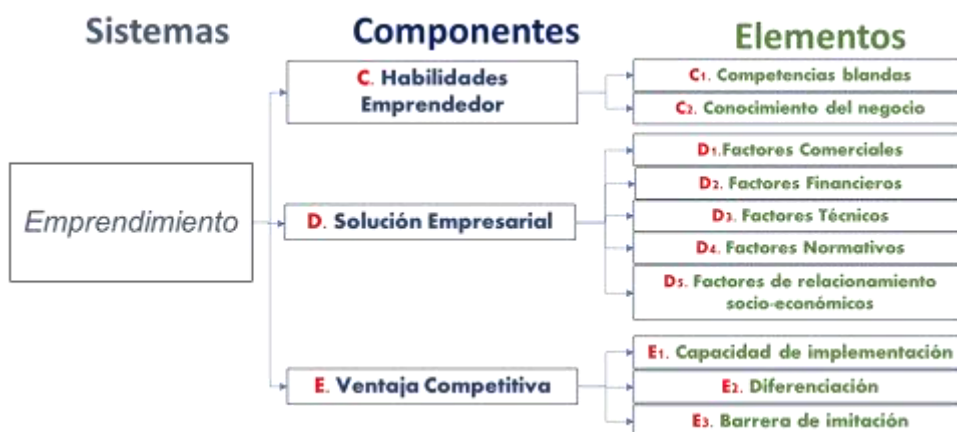 Sistemas
Componentes
Elementos
Emprendimiento
C. Habilidades
Emprendedor
C1. Competencias blandas
C2. Conocimiento del negocio
D. Solución Empresarial
D1.Factores Comerciales
D2. Factores Financieros
D3. Factores Técnicos
D4. Factores Normativos
D5. Factores de relacionamiento
socio-económicos
E. Ventaja Competitiva
E1. Capacidad de implementación
E2. Diferenciación
E3. Barrera de imitación